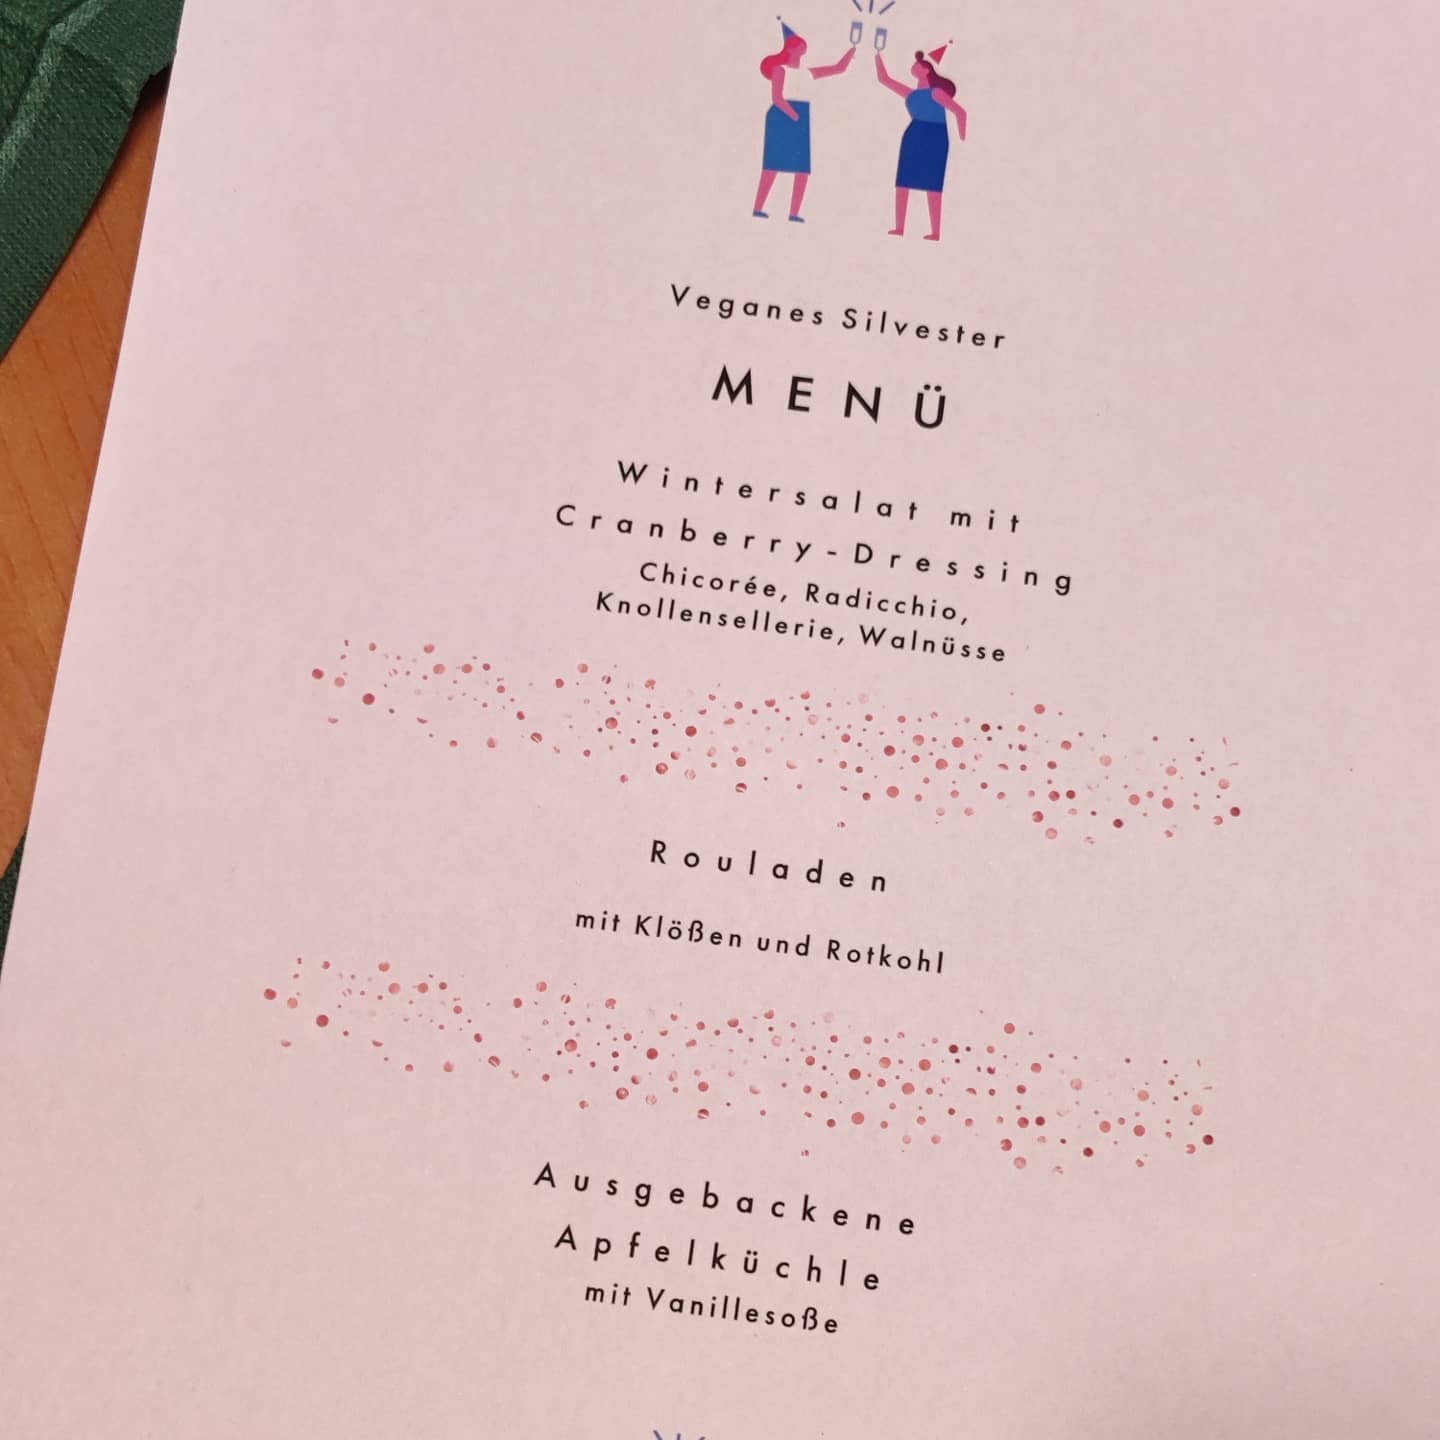 Veganes Silvester
MENÜ
Wintersalat mit
Cranberry-Dressing
Chicorée, Radicchio,
Knollensellerie, Walnüsse
Rouladen
mit Klößen und Rotkohl
Ausgebackene
Apfelküchle
mit Vanillesoße